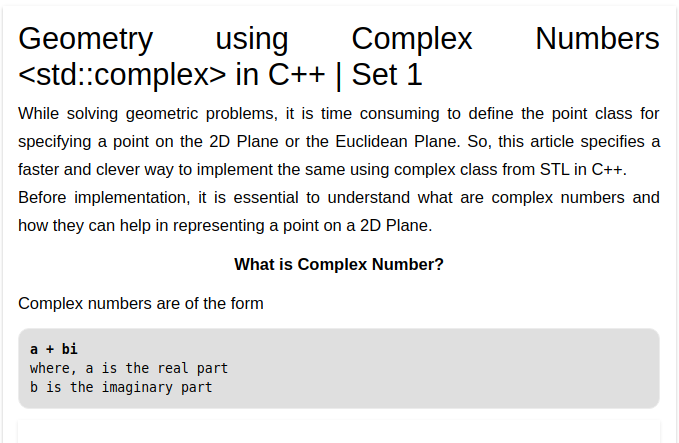 Geometry using Complex Numbers
<std::complex> in C++ | Set 1
While solving geometric problems, it is time consuming to define the point class for
specifying a point on the 2D Plane or the Euclidean Plane. So, this article specifies a
faster and clever way to implement the same using complex class from STL in C++.
Before implementation, it is essential to understand what are complex numbers and
how they can help in representing a point on a 2D Plane.
What is Complex Number?
Complex numbers are of the form
a + bi
where, a is the real part
b is the imaginary part